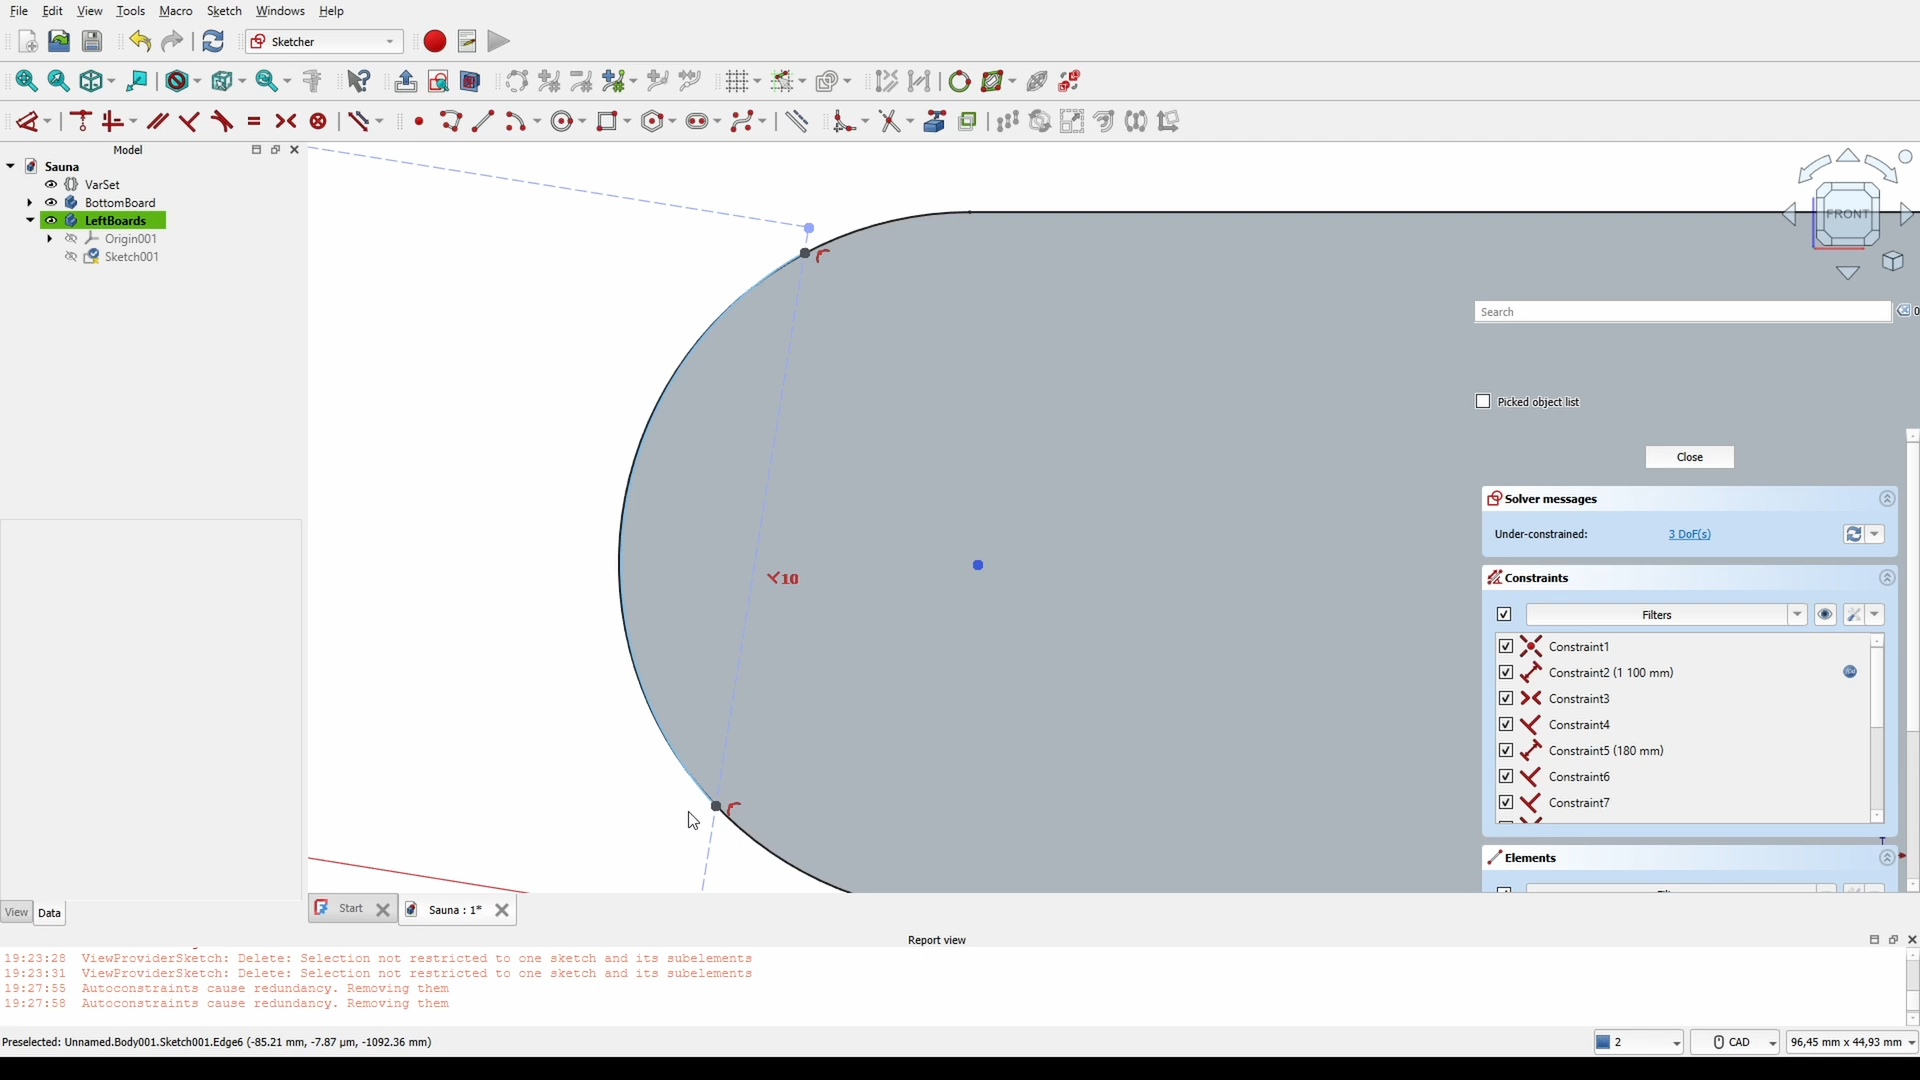 File Edit View Tools Macro Sketch Windows Help
Sketcher
Model
Sauna
VarSet
BottomBoard
LeftBoards
Origin001
Sketch001
FRONT
Search
Picked object list
Close
Solver messages
Under-constrained: 3 DoF(s)
Constraints
Filters
Constraint1
Constraint2 (1 100 mm)
Constraint3
Constraint4
Constraint5 (180 mm)
Constraint6
Constraint7
Elements
10
View Data
Start
Sauna : 1*
Report view
19:23:28 ViewProviderSketch: Delete: Selection not restricted to one sketch and its subelements
19:23:31 ViewProviderSketch: Delete: Selection not restricted to one sketch and its subelements
19:27:55 Autoconstraints cause redundancy. Removing them
19:27:58 Autoconstraints cause redundancy. Removing them
Preselected: Unnamed.Body001.Sketch001.Edge6 (-85.21 mm, -7.87 µm, -1092.36 mm)
2
CAD
96,45 mm x 44,93 mm